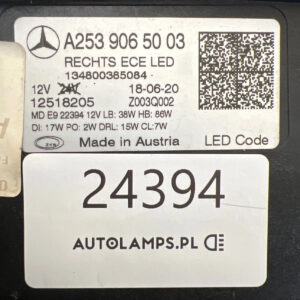 A253 906 50 03
RECHTS ECE LED
134800385084
12V 24V 18-06-20
12518205 Z003Q002
MD E9 22394 12V LB: 38W HB: 86W
DI: 17W PO: 2W DRL: 15W CL:7W
Made in Austria LED Code
24394
AUTOLAMPS.PL